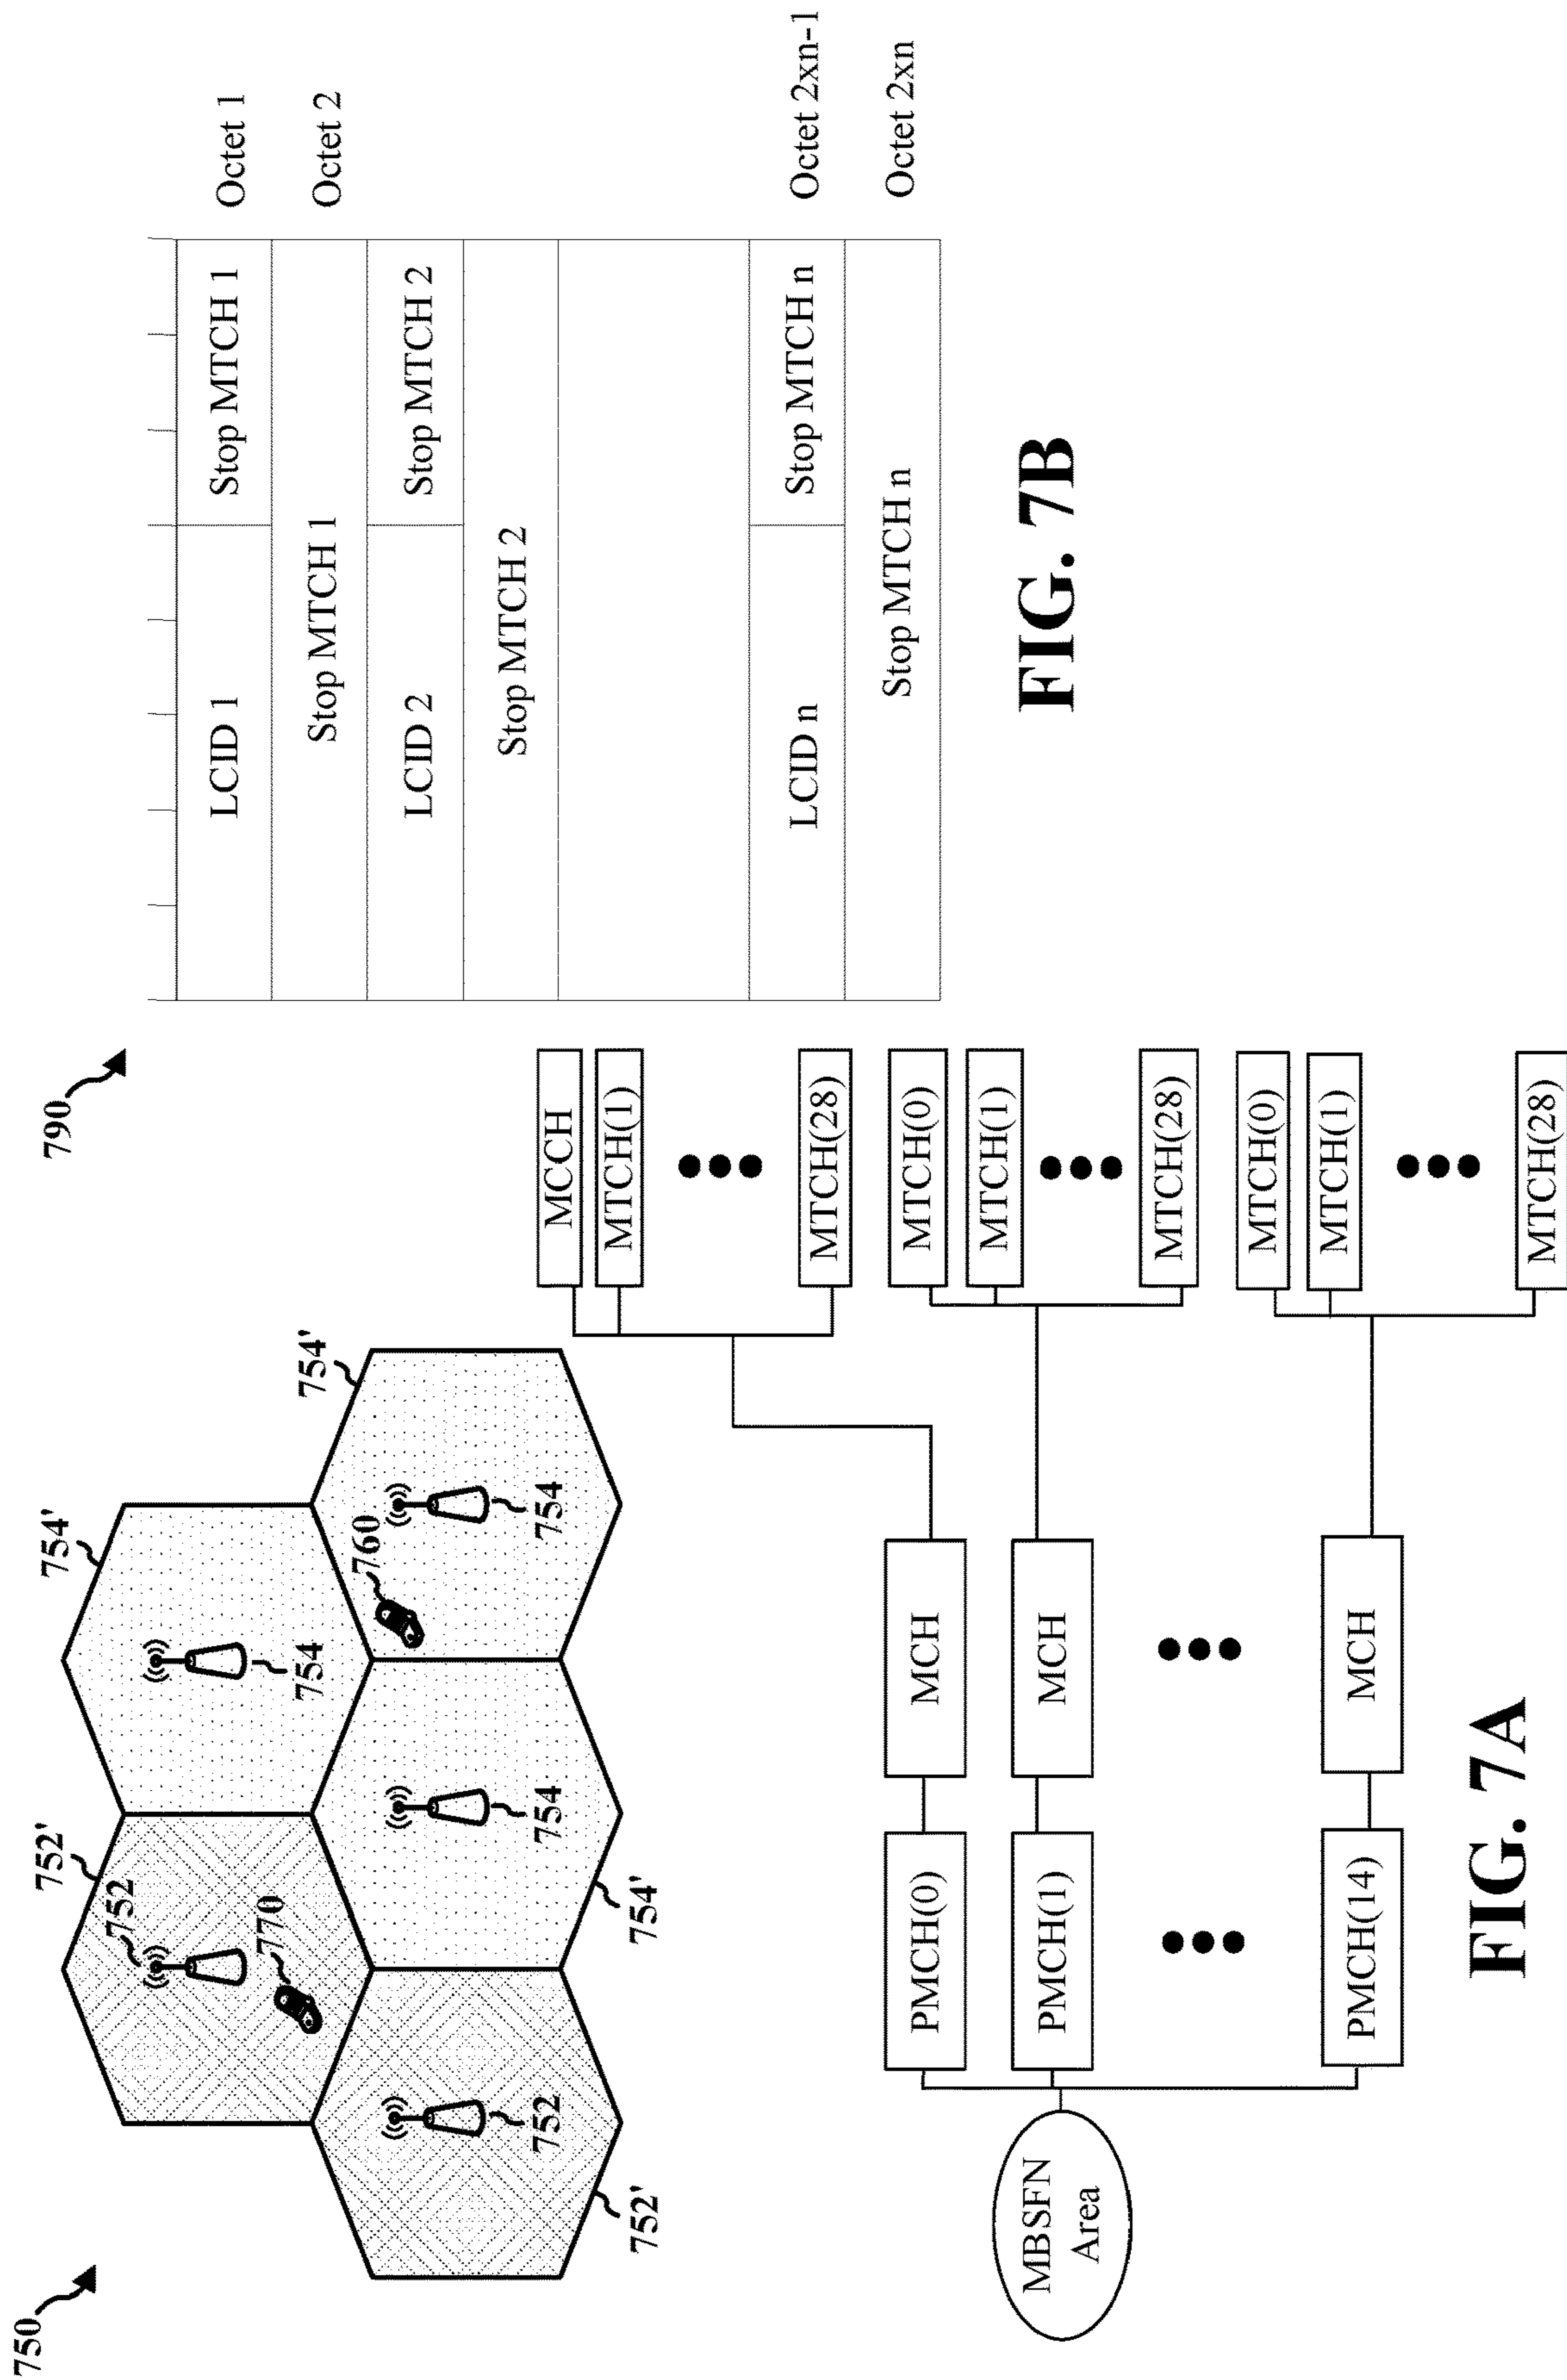 750
752'
752
770
752
752'
754'
754
754
754'
754'
754
760
MBSFN
Area
PMCH(0)
PMCH(1)
PMCH(14)
MCH
MCH
MCH
MCCH
MTCH(1)
MTCH(28)
MTCH(0)
MTCH(1)
MTCH(28)
MTCH(0)
MTCH(1)
MTCH(28)
FIG. 7A
790
LCID 1 Stop MTCH 1 Octet 1
Stop MTCH 1 Octet 2
LCID 2 Stop MTCH 2
Stop MTCH 2
LCID n Stop MTCH n Octet 2xn-1
Stop MTCH n Octet 2xn
FIG. 7B